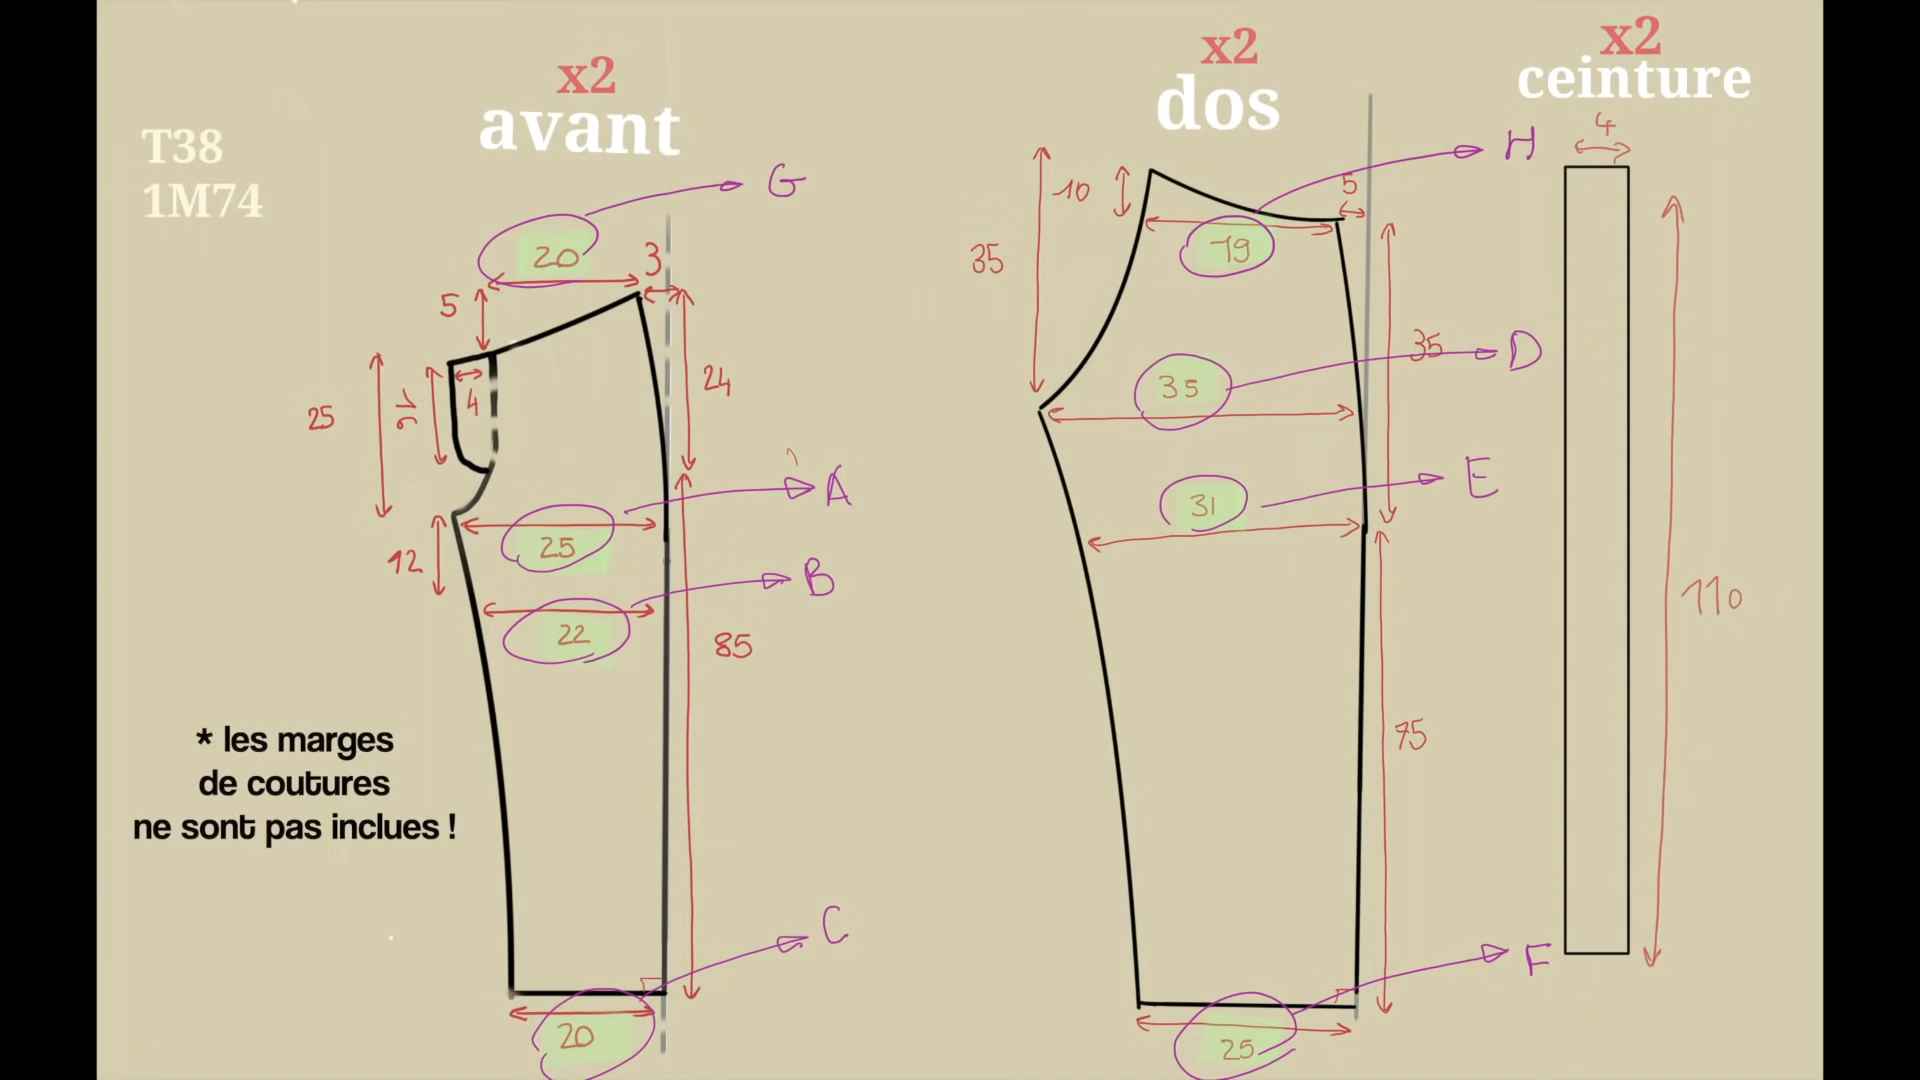 x2
avant
T38
1M74
G
20
3
5
24
4
25
A
25
12
B
22
85
* les marges
de coutures
ne sont pas inclues !
C
20
x2
dos
H
10
5
19
35
35
D
35
E
31
75
F
25
x2
ceinture
4
110